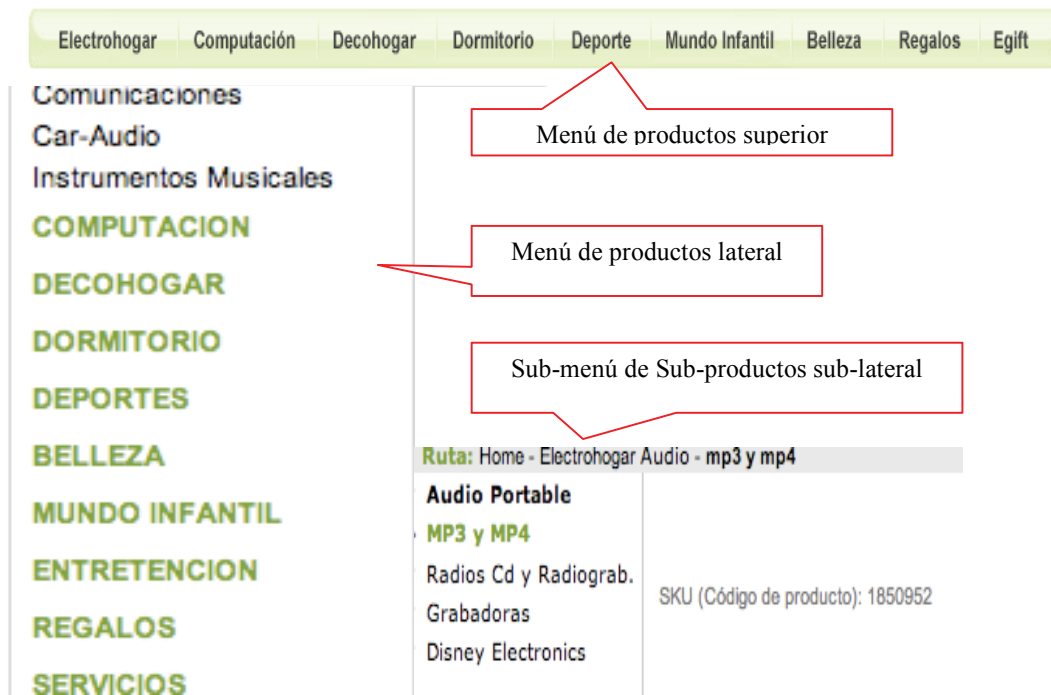 Electrohogar Computación Decohogar Dormitorio Deporte Mundo Infantil Belleza Regalos Egift
Comunicaciones
Car-Audio
Instrumentos Musicales
COMPUTACION
DECOHOGAR
DORMITORIO
DEPORTES
BELLEZA
MUNDO INFANTIL
ENTRETENCION
REGALOS
SERVICIOS
Menú de productos superior
Menú de productos lateral
Sub-menú de Sub-productos sub-lateral
Ruta: Home - Electrohogar Audio - mp3 y mp4
Audio Portable
MP3 y MP4
Radios Cd y Radiograb.
Grabadoras
Disney Electronics
SKU (Código de producto): 1850952